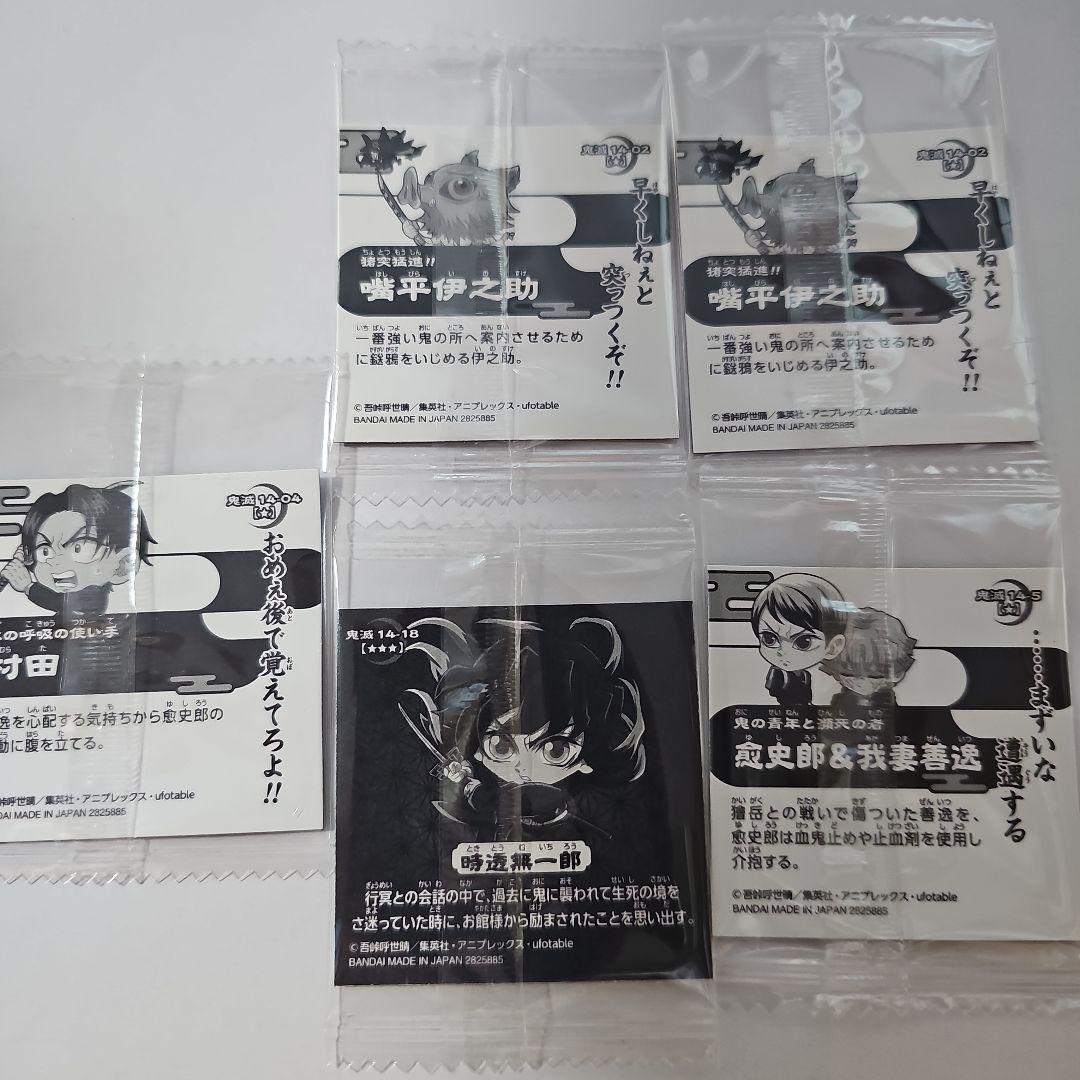 鬼滅 14-02
[★]
早くしねぇと
突っつくぞ!!
猪突猛進!!
嘴平伊之助
一番強い鬼の所へ案内させるため
に鎹鴉をいじめる伊之助。
© 吾峠呼世晴／集英社・アニプレックス・ufotable
BANDAI MADE IN JAPAN 2825885
鬼滅 14-02
[★]
早くしねぇと
突っつくぞ!!
猪突猛進!!
嘴平伊之助
一番強い鬼の所へ案内させるため
に鎹鴉をいじめる伊之助。
© 吾峠呼世晴／集英社・アニプレックス・ufotable
BANDAI MADE IN JAPAN 2825885
鬼滅 14-04
[★]
おめぇ後で覚えてろよ!!
の呼吸の使い手
村田
逸を心配する気持ちから愈史郎の
動に腹を立てる。
峠呼世晴／集英社・アニプレックス・ufotable
DAI MADE IN JAPAN 2825885
鬼滅 14-18
[★★★]
時透無一郎
行冥との会話の中で、過去に鬼に襲われて生死の境を
さ迷っていた時に、お館様から励まされたことを思い出す。
© 吾峠呼世晴／集英社・アニプレックス・ufotable
BANDAI MADE IN JAPAN 2825885
鬼滅 14-5
[★]
ずいな
遭遇する
鬼の青年と瀕死の者
愈史郎&我妻善逸
獪岳との戦いで傷ついた善逸を、
愈史郎は血鬼止めや止血剤を使用し
介抱する。
© 吾峠呼世晴／集英社・アニプレックス・ufotable
BANDAI MADE IN JAPAN 2825885